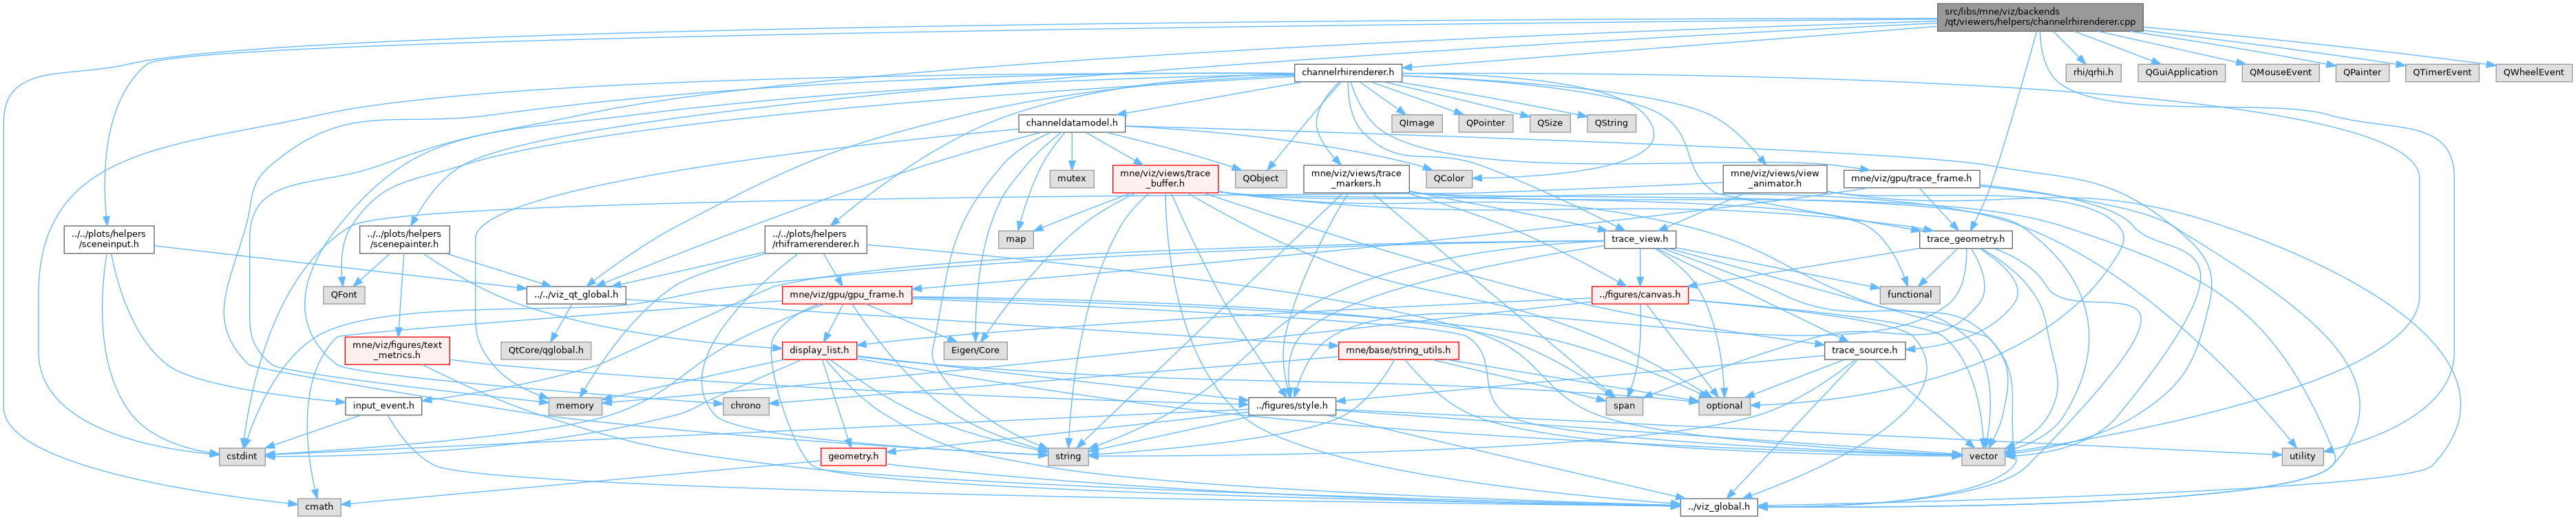 src/libs/mne/viz/backends
/qt/viewers/helpers/channelrhirenderer.cpp
channelrhirenderer.h
rhi/qrhi.h
QGuiApplication
QMouseEvent
QPainter
QTimerEvent
QWheelEvent
channeldatamodel.h
QImage
QPointer
QSize
QString
mutex
mne/viz/views/trace
_buffer.h
QObject
mne/viz/views/trace
_markers.h
QColor
mne/viz/views/view
_animator.h
mne/viz/gpu/trace_frame.h
../../plots/helpers
/sceneinput.h
../../plots/helpers
/scenepainter.h
../../plots/helpers
/rhiframerenderer.h
map
trace_view.h
trace_geometry.h
QFont
../../viz_qt_global.h
mne/viz/gpu/gpu_frame.h
../figures/canvas.h
functional
mne/viz/figures/text
_metrics.h
QtCore/qglobal.h
display_list.h
Eigen/Core
mne/base/string_utils.h
trace_source.h
input_event.h
memory
chrono
../figures/style.h
span
optional
cstdint
geometry.h
string
vector
utility
cmath
../viz_global.h